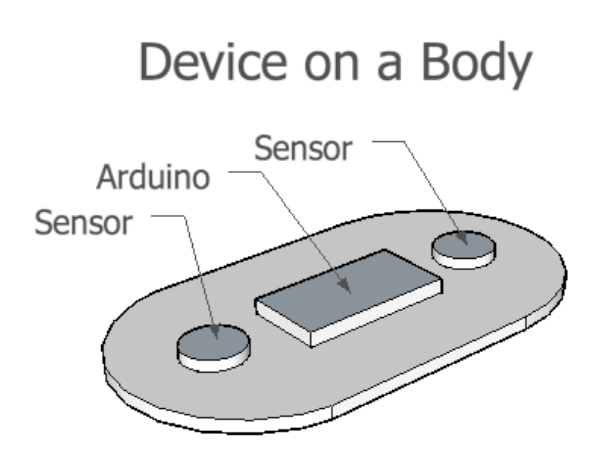 Device on a Body
Sensor
Arduino
Sensor